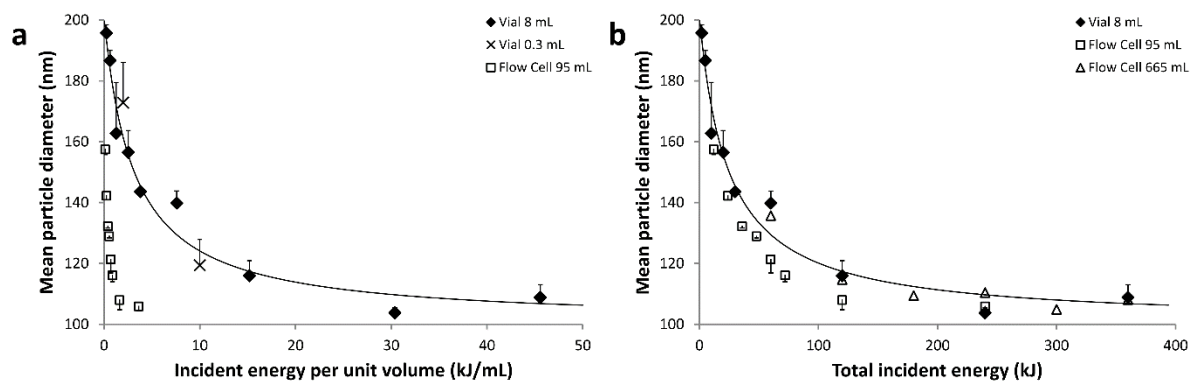 a
Mean particle diameter (nm)
200
180
160
140
120
100
0
10
20
30
40
50
Incident energy per unit volume (kJ/mL)
Vial 8 mL
Vial 0.3 mL
Flow Cell 95 mL
b
Mean particle diameter (nm)
200
180
160
140
120
100
0
100
200
300
400
Total incident energy (kJ)
Vial 8 mL
Flow Cell 95 mL
Flow Cell 665 mL